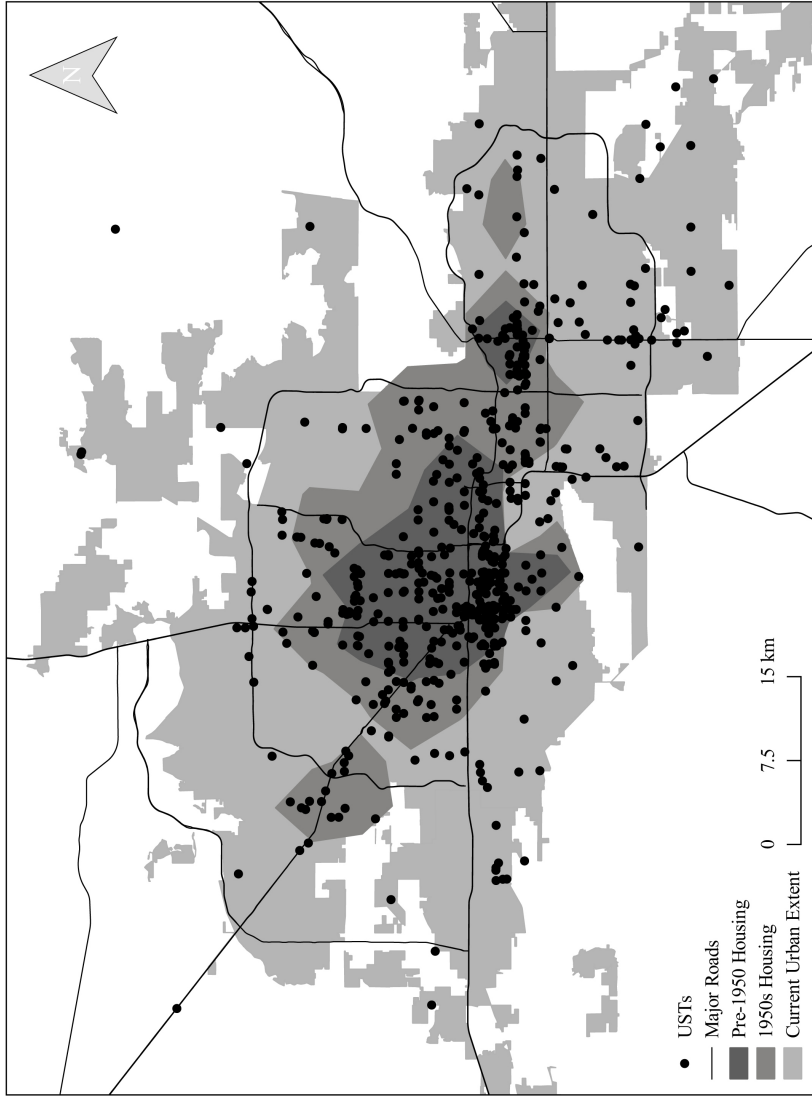 N
USTs
Major Roads
Pre-1950 Housing
1950s Housing
Current Urban Extent
0 7.5 15 km